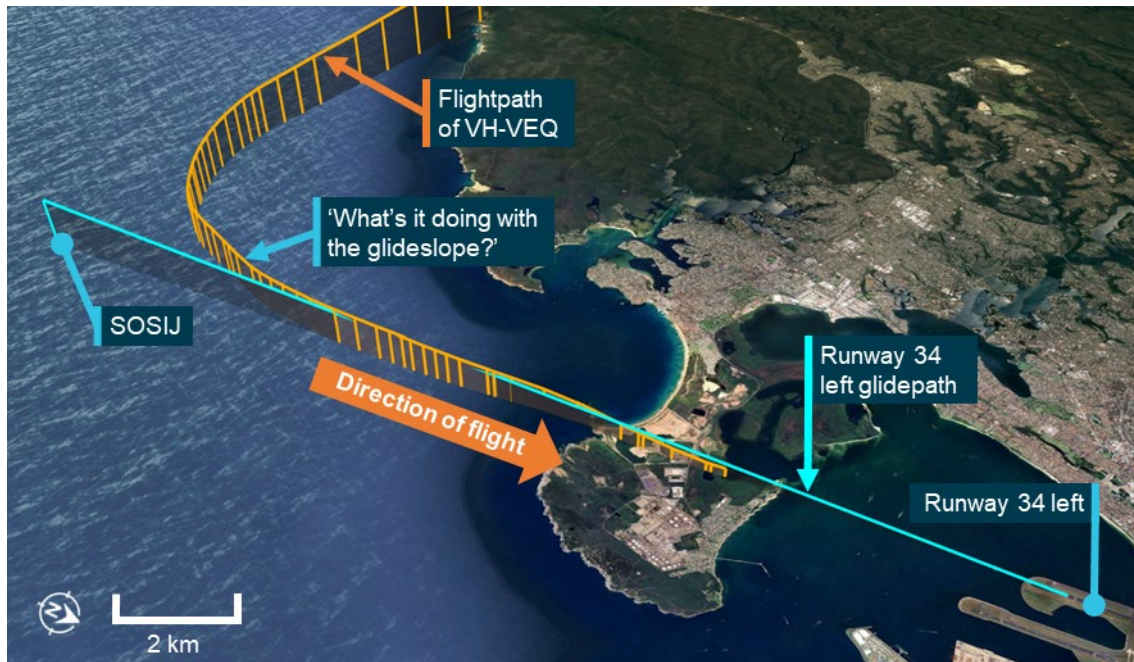 Flightpath
of VH-VEQ
‘What’s it doing with
the glideslope?’
SOSIJ
Direction of flight
Runway 34
left glidepath
Runway 34 left
N
2 km